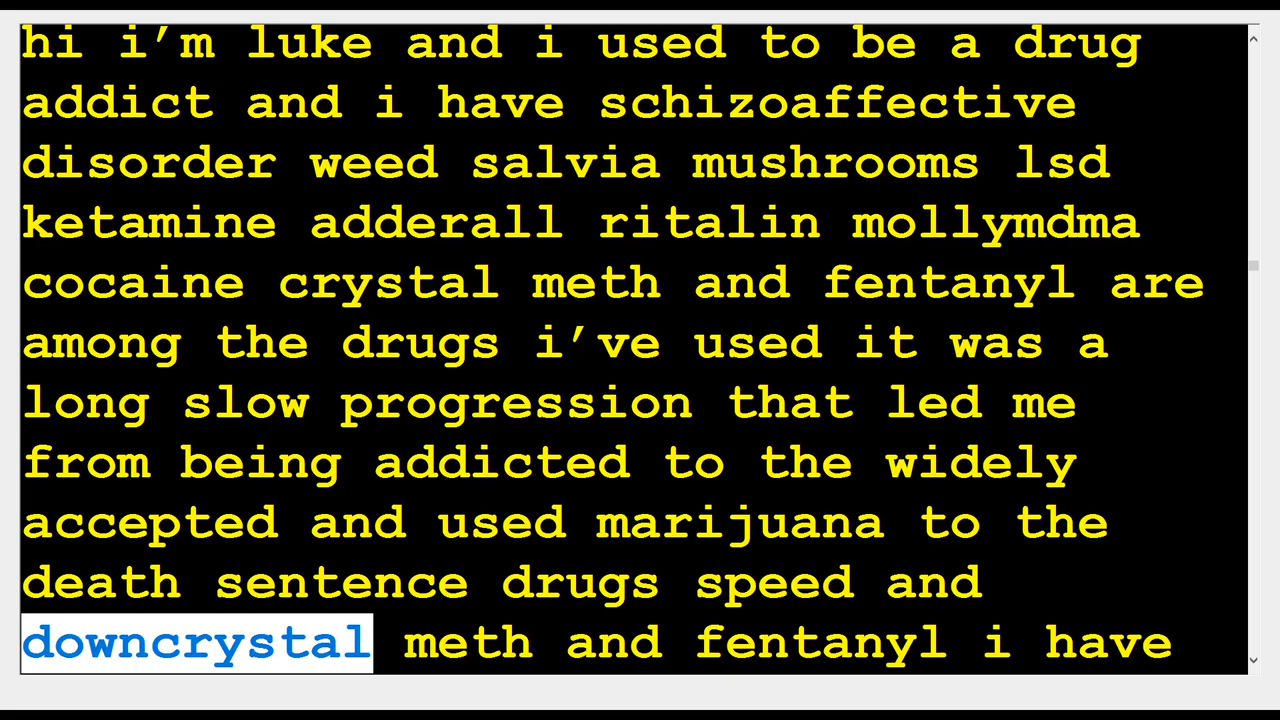 hi i’m luke and i used to be a drug
addict and i have schizoaffective
disorder weed salvia mushrooms lsd
ketamine adderall ritalin mollymdma
cocaine crystal meth and fentanyl are
among the drugs i’ve used it was a
long slow progression that led me
from being addicted to the widely
accepted and used marijuana to the
death sentence drugs speed and
downcrystal meth and fentanyl i have